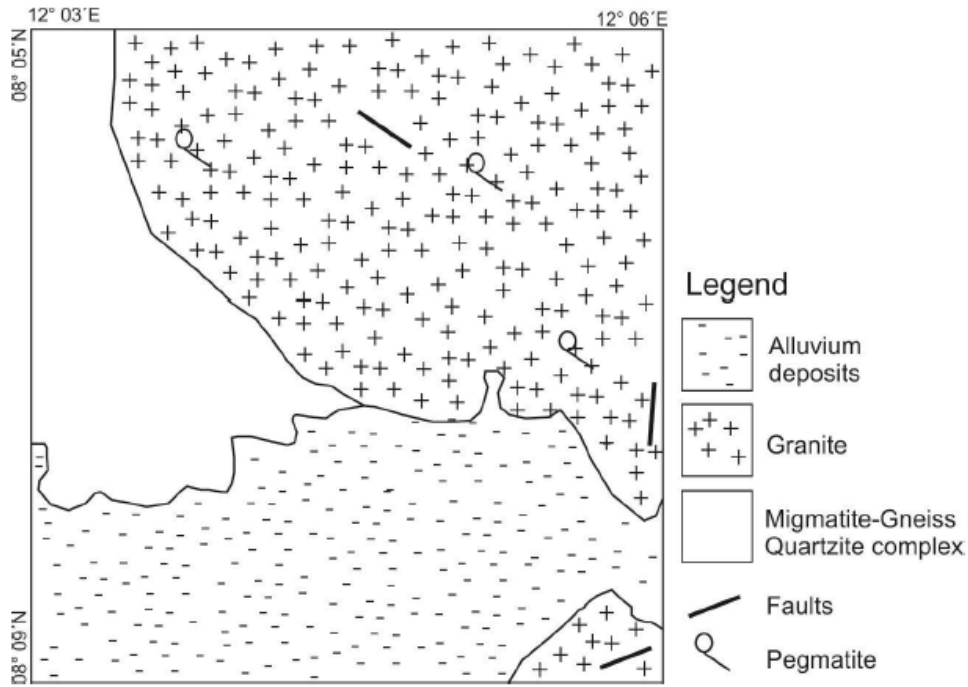 12° 03´E
12° 06´E
08° 05´N
08° 09´N
Legend
Alluvium
deposits
Granite
Migmatite-Gneiss
Quartzite complex
Faults
Pegmatite